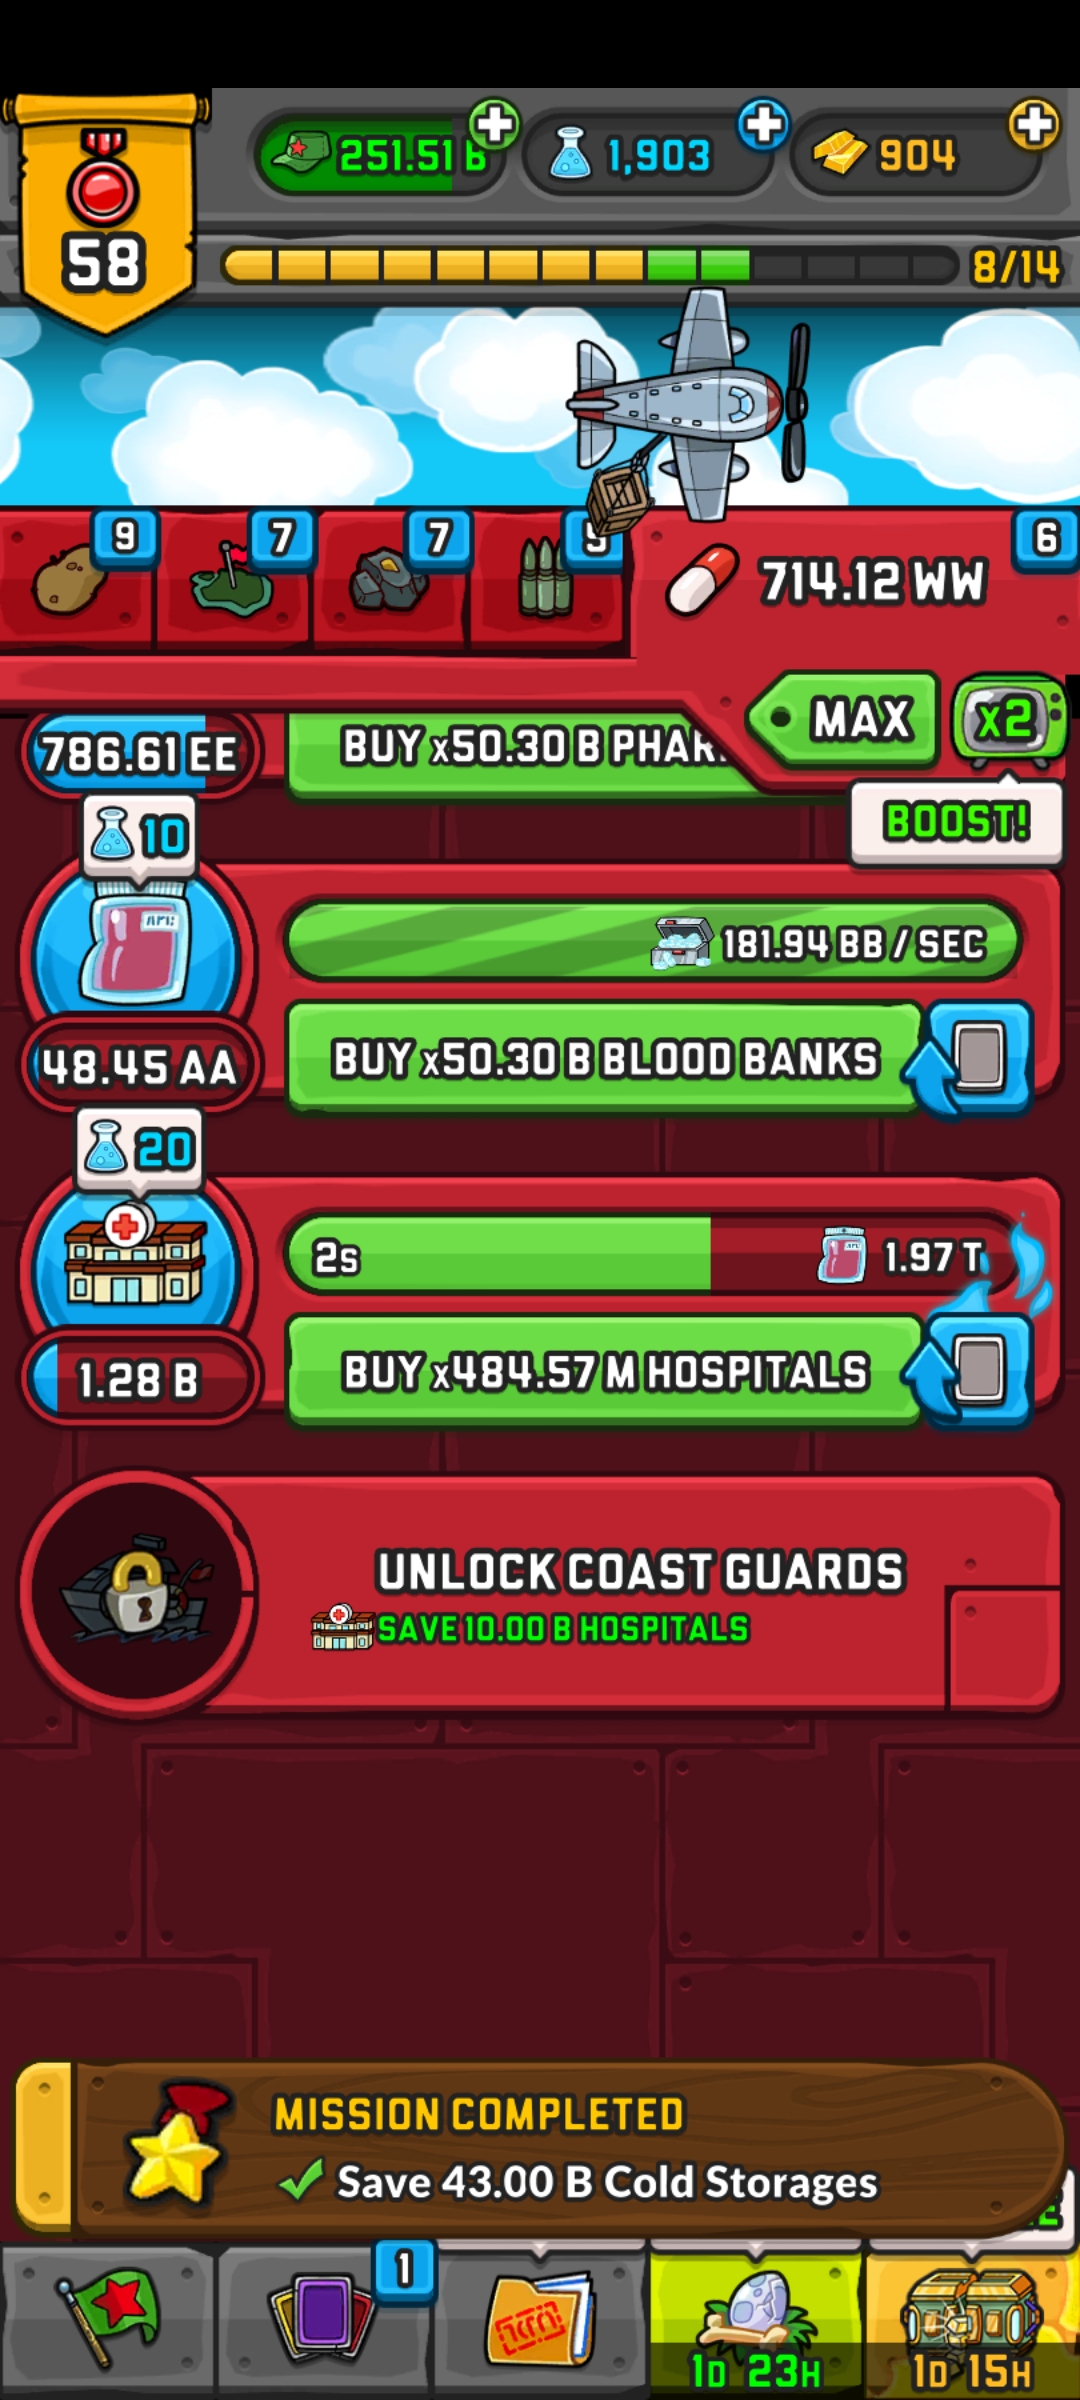 251.51 B
1,903
904
58
8/14
9
7
7
5
6
714.12 WW
MAX
x2
786.61 EE
BUY x50.30 B PHAR
BOOST!
10
181.94 BB / SEC
48.45 AA
BUY x50.30 B BLOOD BANKS
20
2s
1.97 T
1.28 B
BUY x484.57 M HOSPITALS
UNLOCK COAST GUARDS
SAVE 10.00 B HOSPITALS
MISSION COMPLETED
Save 43.00 B Cold Storages
1
1D 23H
1D 15H